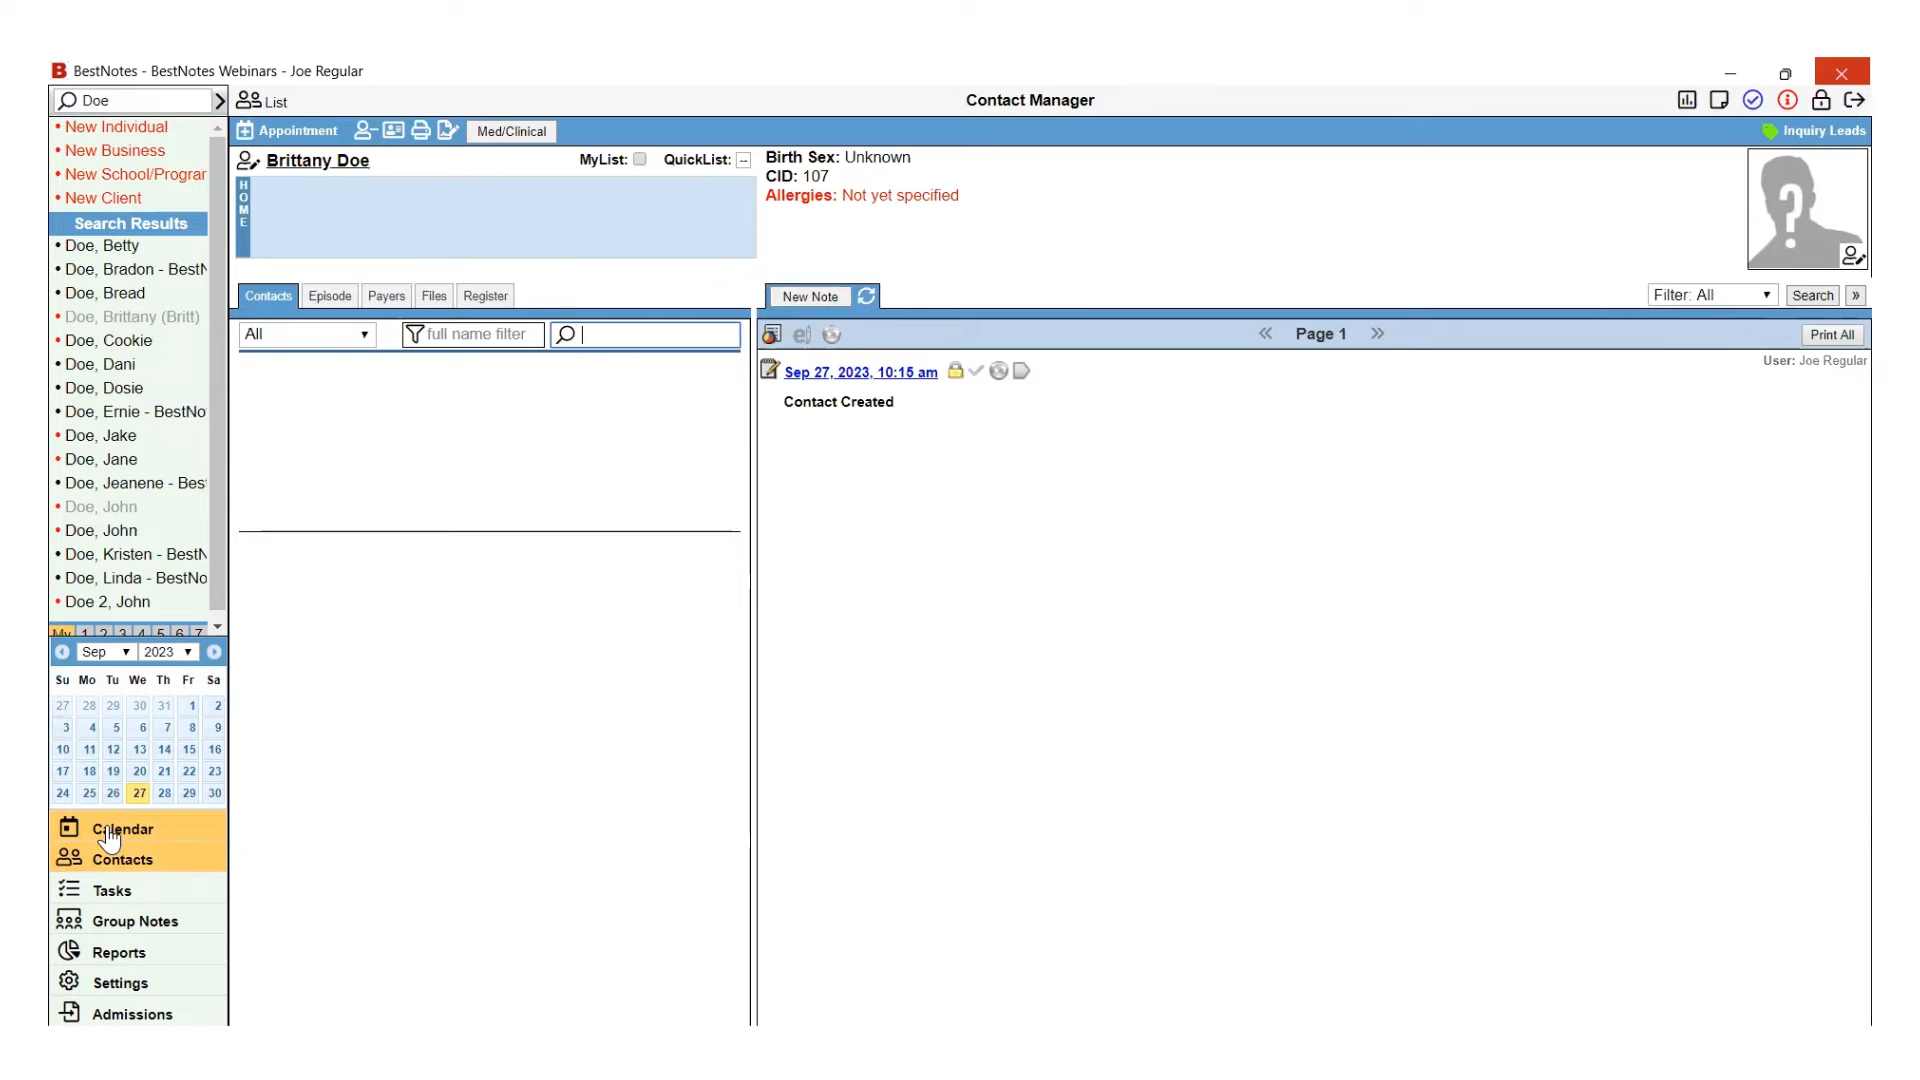 BestNotes - BestNotes Webinars - Joe Regular
Doe
List
Contact Manager
• New Individual
• New Business
• New School/Prograr
• New Client
Search Results
• Doe, Betty
• Doe, Bradon - BestN
• Doe, Bread
• Doe, Brittany (Britt)
• Doe, Cookie
• Doe, Dani
• Doe, Dosie
• Doe, Ernie - BestNo
• Doe, Jake
• Doe, Jane
• Doe, Jeanene - Bes
• Doe, John
• Doe, John
• Doe, Kristen - BestN
• Doe, Linda - BestNo
• Doe 2, John
My 1 2 3 4 5 6 7
Sep 2023
Su Mo Tu We Th Fr Sa
27 28 29 30 31 1 2
3 4 5 6 7 8 9
10 11 12 13 14 15 16
17 18 19 20 21 22 23
24 25 26 27 28 29 30
Calendar
Contacts
Tasks
Group Notes
Reports
Settings
Admissions
Appointment Med/Clinical Inquiry Leads
Brittany Doe MyList: QuickList: --
HOME
Birth Sex: Unknown
CID: 107
Allergies: Not yet specified
Contacts Episode Payers Files Register
All full name filter
New Note Filter: All Search »
« Page 1 » Print All
Sep 27, 2023, 10:15 am User: Joe Regular
Contact Created